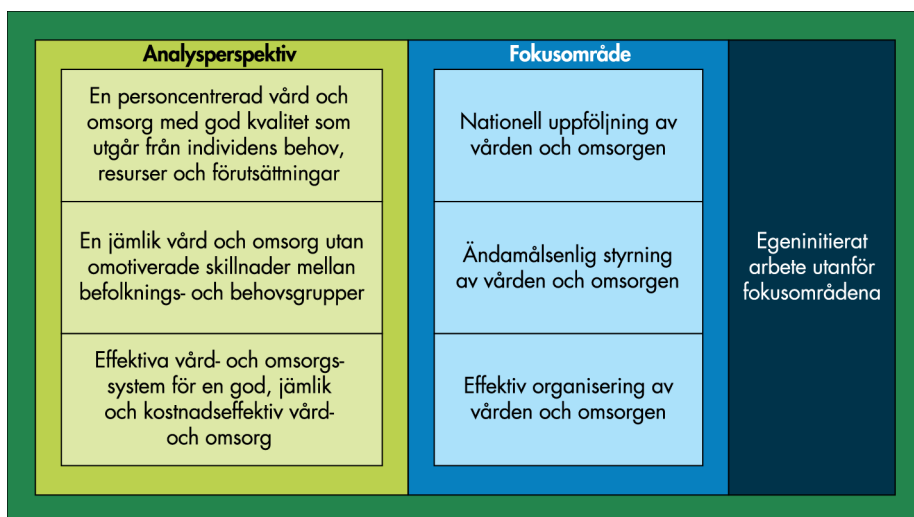 Analysperspektiv
En personcentrerad vård och
omsorg med god kvalitet som
utgår från individens behov,
resurser och förutsättningar
En jämlik vård och omsorg utan
omotiverade skillnader mellan
befolknings- och behovsgrupper
Effektiva vård- och omsorgs-
system för en god, jämlik
och kostnadseffektiv vård-
och omsorg
Fokusområde
Nationell uppföljning av
vården och omsorgen
Ändamålsenlig styrning
av vården och omsorgen
Effektiv organisering av
vården och omsorgen
Egeninitierat
arbete utanför
fokusområdena